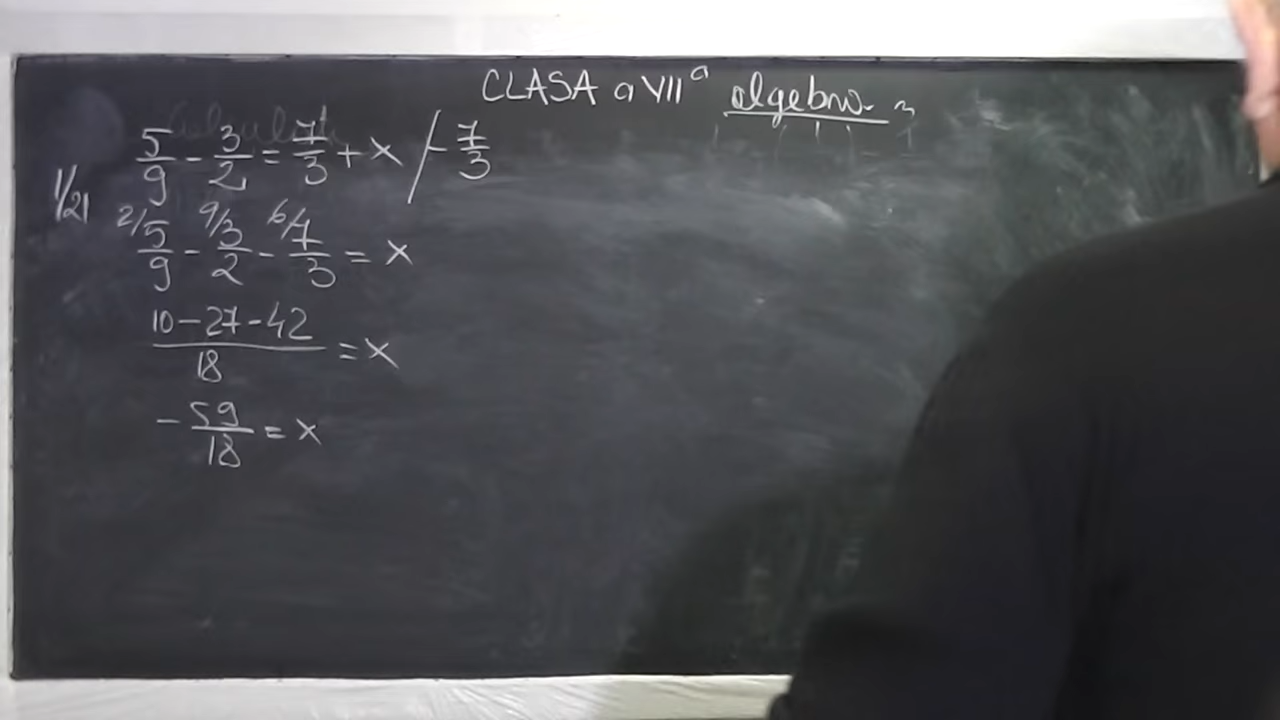 CLASA a VII a algebra
5/9 - 3/2 = 7/3 + x / - 7/3
1/21
2/ 5/9 - 9/ 3/2 - 6/ 7/3 = x
10-27-42/18 = x
- 59/18 = x